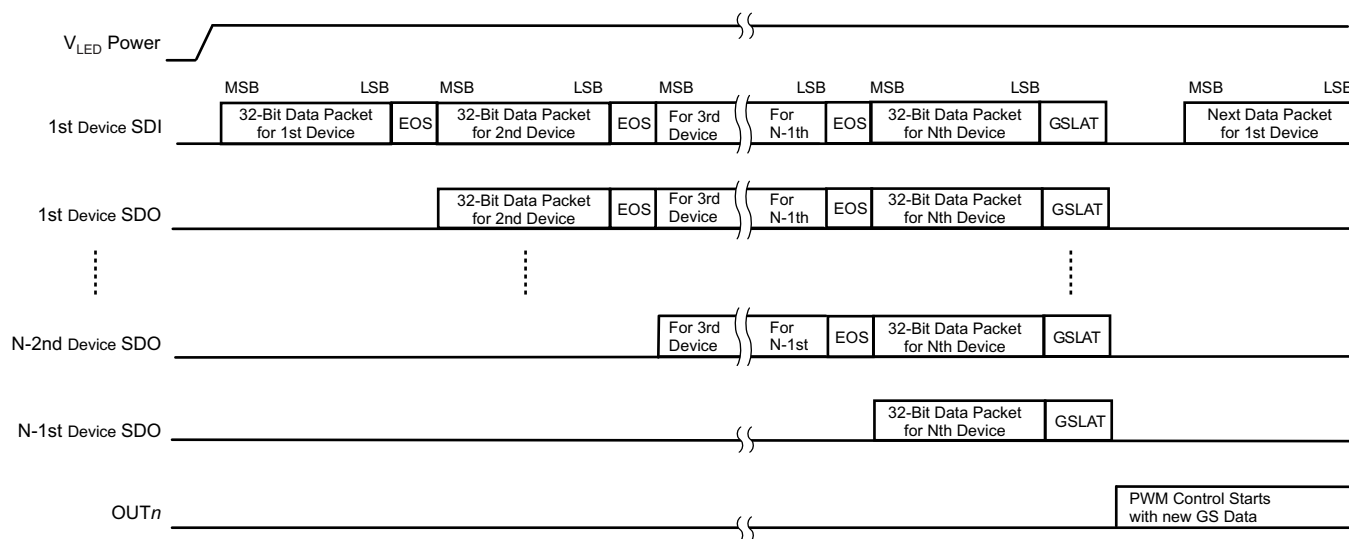 VLED Power
MSB LSB MSB LSB MSB LSB MSB LSB MSB LSB
1st Device SDI
32-Bit Data Packet
for 1st Device
EOS
32-Bit Data Packet
for 2nd Device
EOS
For 3rd
Device
For
N-1th
EOS
32-Bit Data Packet
for Nth Device
GSLAT
Next Data Packet
for 1st Device
1st Device SDO
32-Bit Data Packet
for 2nd Device
EOS
For 3rd
Device
For
N-1th
EOS
32-Bit Data Packet
for Nth Device
GSLAT
N-2nd Device SDO
For 3rd
Device
For
N-1st
EOS
32-Bit Data Packet
for Nth Device
GSLAT
N-1st Device SDO
32-Bit Data Packet
for Nth Device
GSLAT
OUTn
PWM Control Starts
with new GS Data